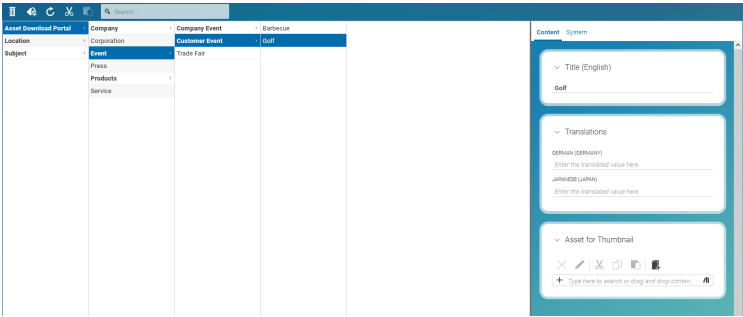 Search...
Asset Download Portal
Location
Subject
Company
Corporation
Event
Press
Products
Service
Company Event
Customer Event
Trade Fair
Barbecue
Golf
Content System
Title (English)
Golf
Translations
GERMAN (GERMANY)
Enter the translated value here.
JAPANESE (JAPAN)
Enter the translated value here.
Asset for Thumbnail
Type here to search or drag and drop conten..